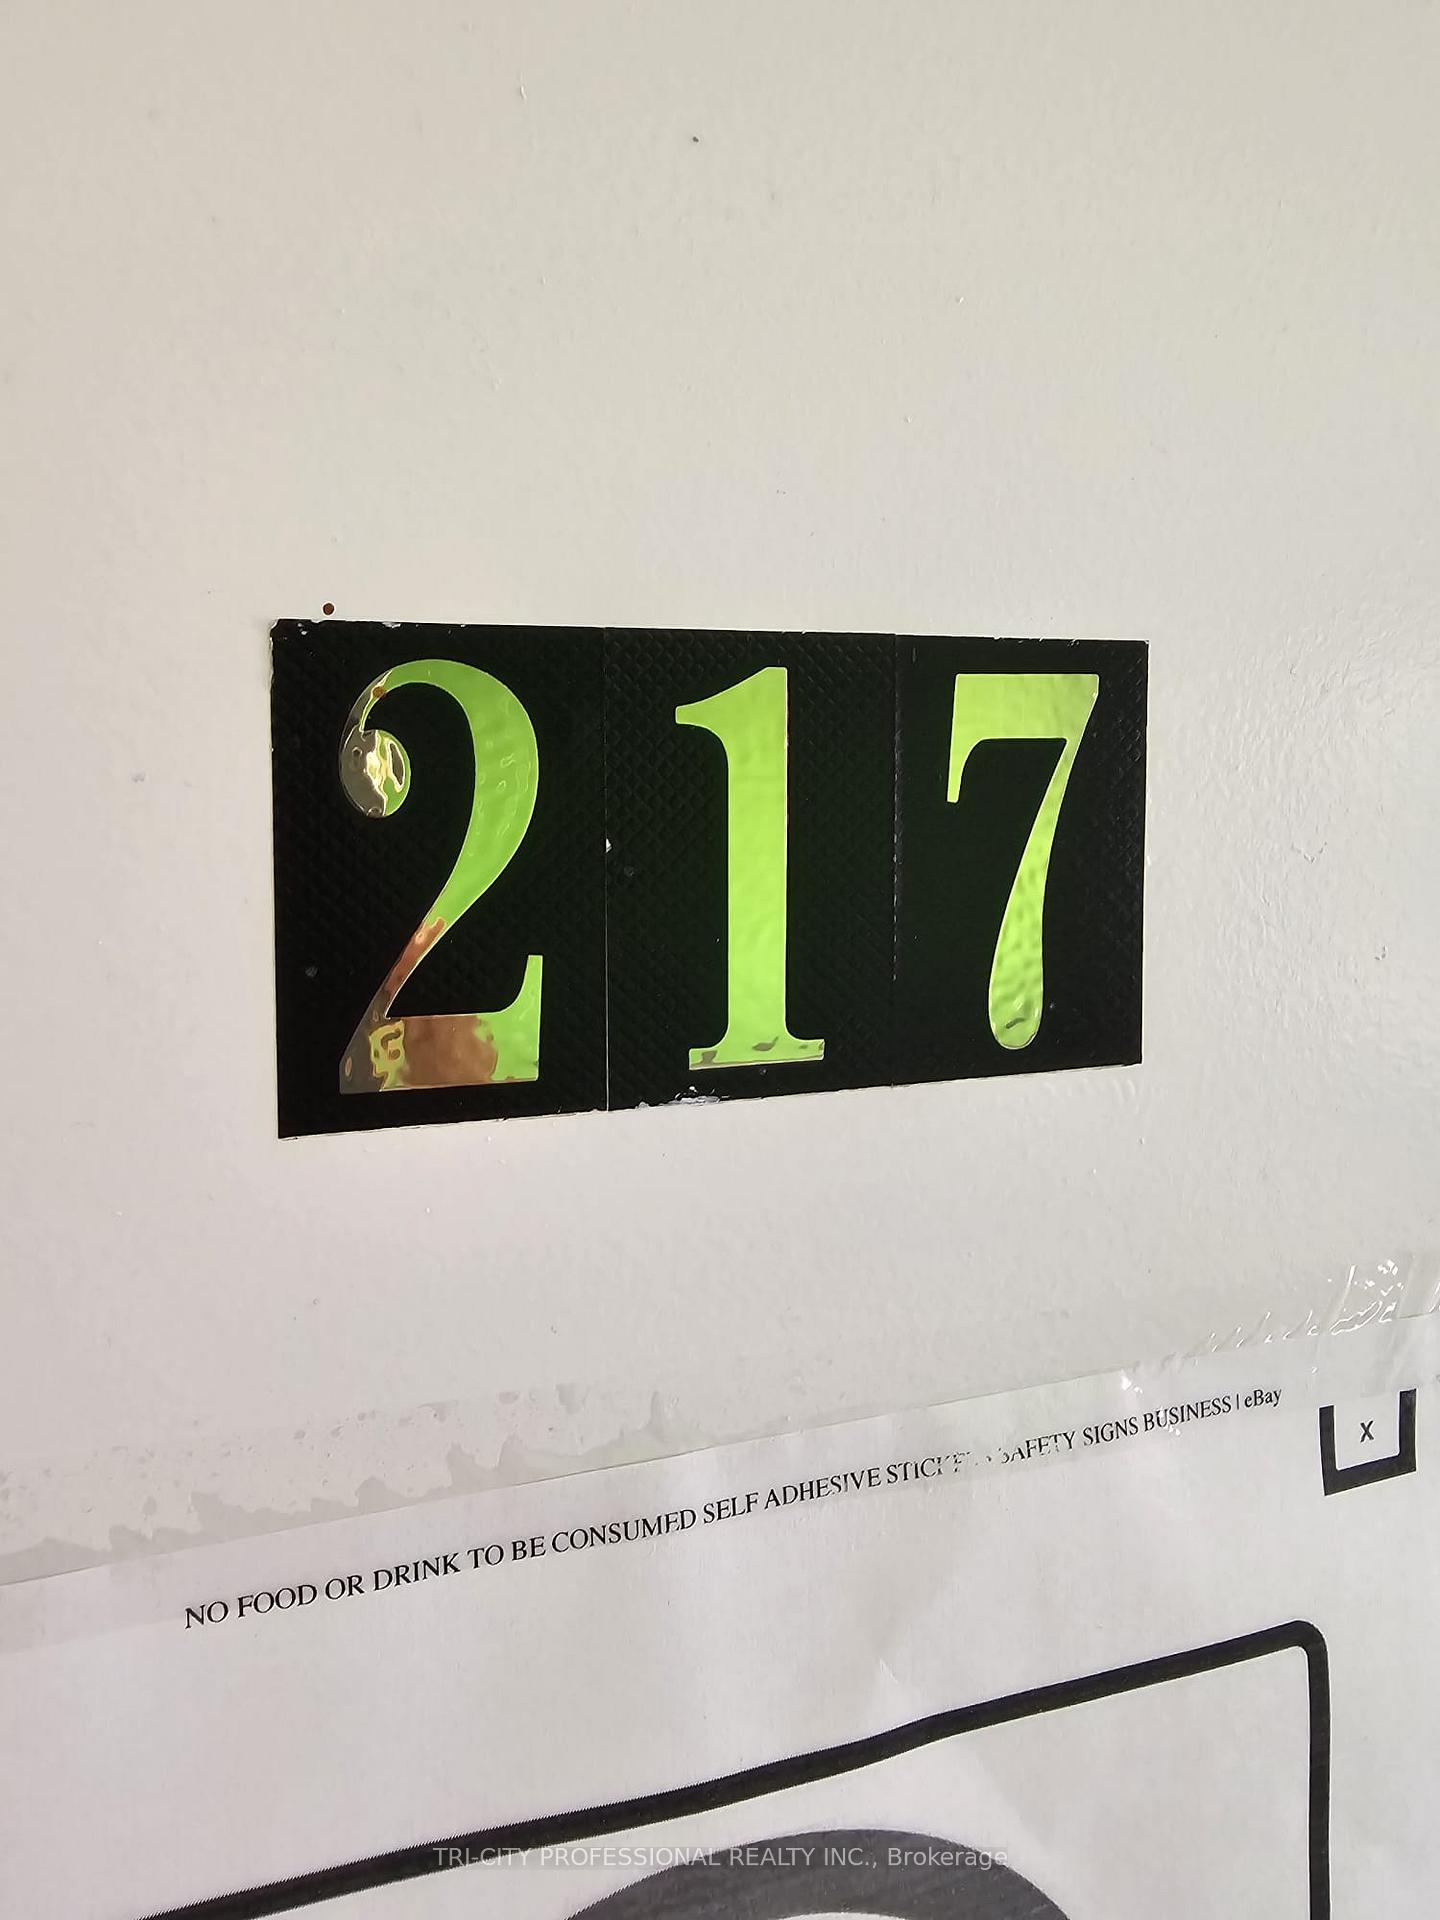 217
NO FOOD OR DRINK TO BE CONSUMED SELF ADHESIVE SAFETY SIGNS BUSINESS | eBay
X
TRI-CITY PROFESSIONAL REALTY INC., Brokerage